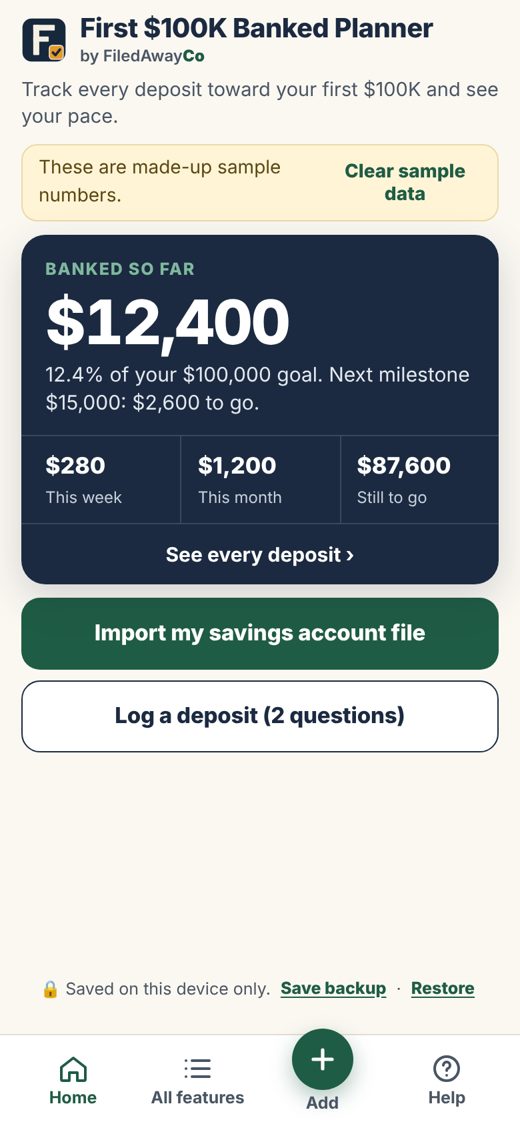 First $100K Banked Planner
by FiledAwayCo
Track every deposit toward your first $100K and see
your pace.
These are made-up sample
numbers.
Clear sample
data
BANKED SO FAR
$12,400
12.4% of your $100,000 goal. Next milestone
$15,000: $2,600 to go.
$280
This week
$1,200
This month
$87,600
Still to go
See every deposit ›
Import my savings account file
Log a deposit (2 questions)
🔒 Saved on this device only. Save backup · Restore
Home
All features
Add
Help